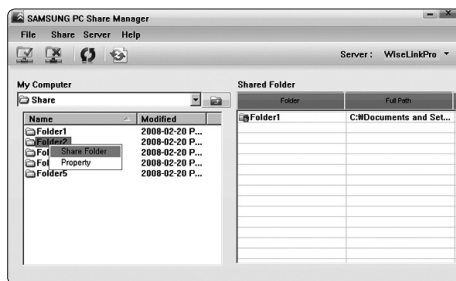 SAMSUNG PC Share Manager
File Share Server Help
Server : WiseLinkPro
My Computer
Shared Folder
Share
Folder Full Path
Name Modified
Folder1 C:₩Documents and Set...
Folder1 2008-02-20 P...
Folder2 2008-02-20 P...
Share Folder
Fol 2008-02-20 P...
Property
Fol 2008-02-20 P...
Folder5 2008-02-20 P...